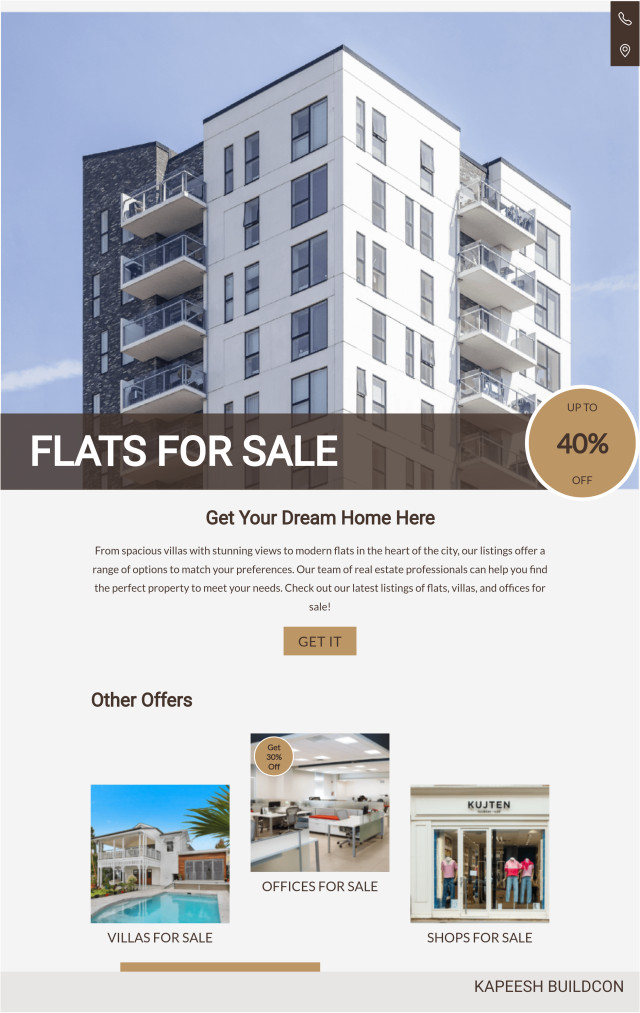 FLATS FOR SALE
UP TO
40%
OFF
Get Your Dream Home Here
From spacious villas with stunning views to modern flats in the heart of the city, our listings offer a
range of options to match your preferences. Our team of real estate professionals can help you find
the perfect property to meet your needs. Check out our latest listings of flats, villas, and offices for
sale!
GET IT
Other Offers
Get
30%
Off
KUJTEN
OFFICES FOR SALE
VILLAS FOR SALE
SHOPS FOR SALE
KAPEESH BUILDCON